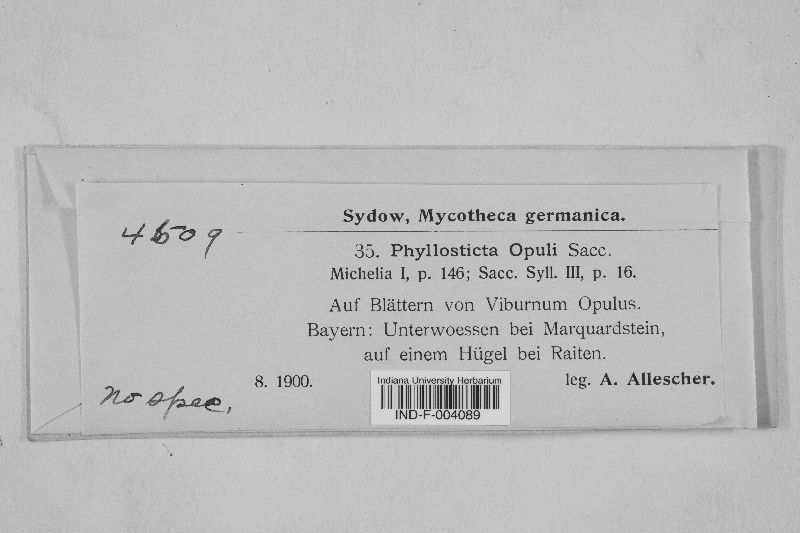 4609
Sydow, Mycotheca germanica.
35. Phyllosticta Opuli Sacc.
Michelia I, p. 146; Sacc. Syll. III, p. 16.
Auf Blättern von Viburnum Opulus.
Bayern: Unterwoessen bei Marquardstein,
auf einem Hügel bei Raiten.
8. 1900.
leg. A. Allescher.
Indiana University Herbarium
IND-F-004089
No spec.